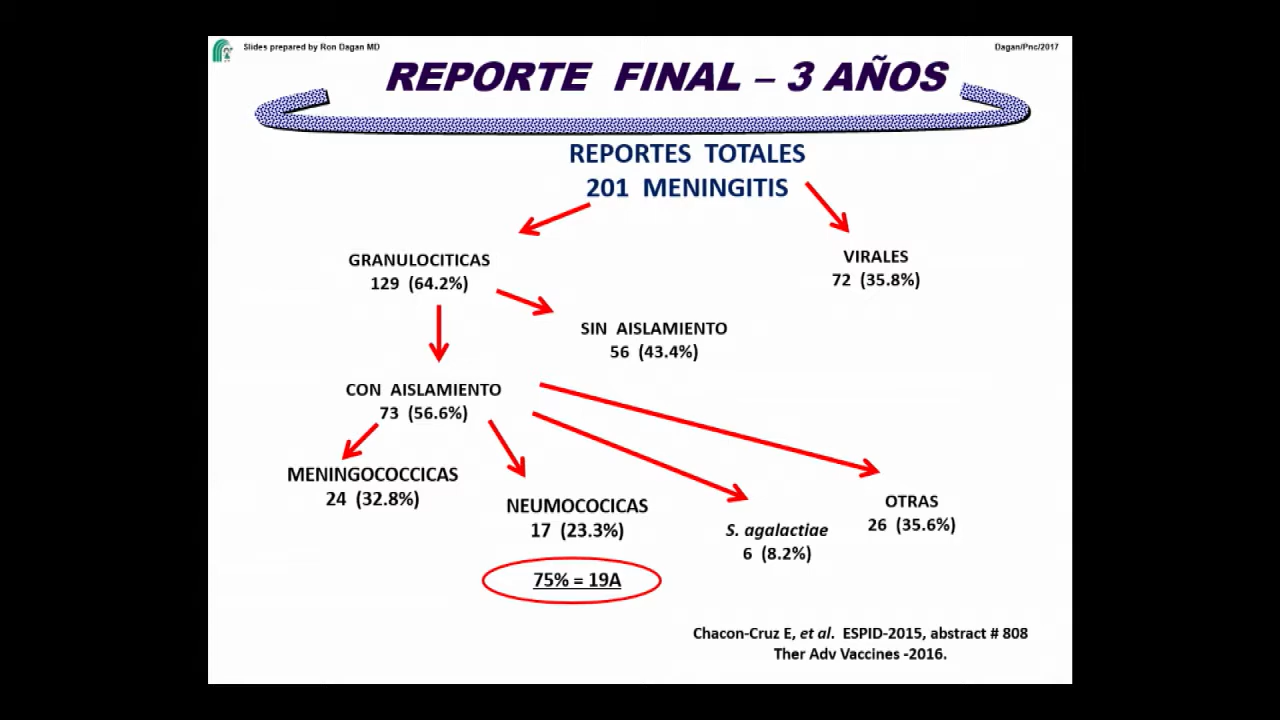 Slides prepared by Ron Dagan MD
Dagan/Pnc/2017
REPORTE FINAL – 3 AÑOS
REPORTES TOTALES
201 MENINGITIS
GRANULOCITICAS
129 (64.2%)
VIRALES
72 (35.8%)
SIN AISLAMIENTO
56 (43.4%)
CON AISLAMIENTO
73 (56.6%)
MENINGOCOCCICAS
24 (32.8%)
NEUMOCOCICAS
17 (23.3%)
75% = 19A
S. agalactiae
6 (8.2%)
OTRAS
26 (35.6%)
Chacon-Cruz E, et al. ESPID-2015, abstract # 808
Ther Adv Vaccines -2016.